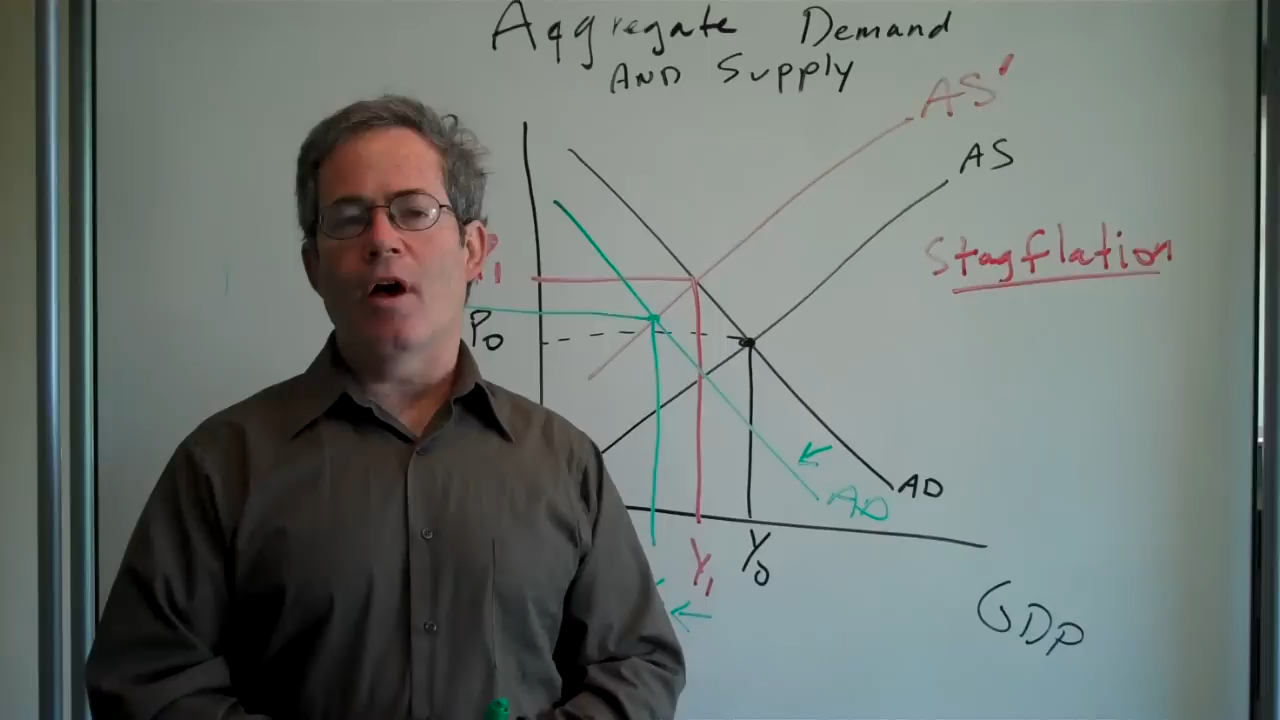 Aggregate Demand
AND Supply
AS'
AS
Stagflation
P0
AD
AD
Y1
Y0
GDP